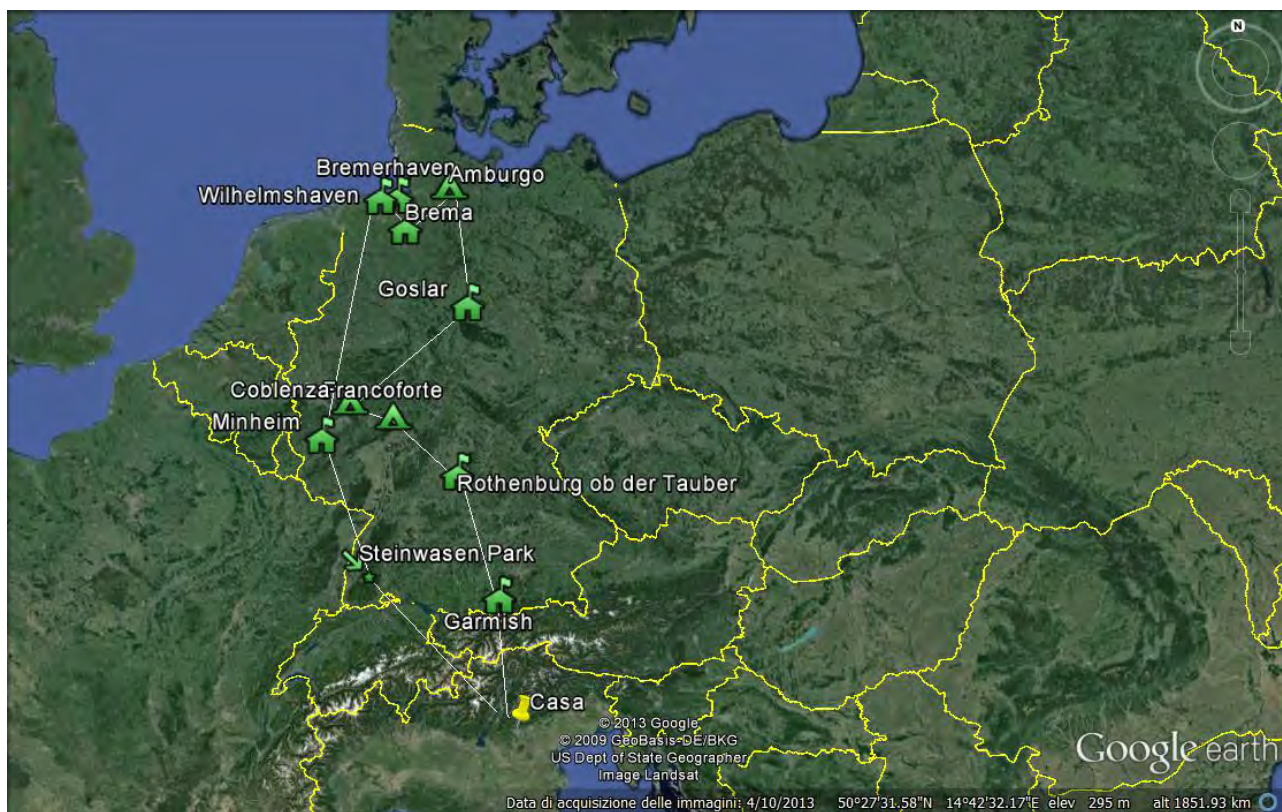 N
Bremerhaven
Amburgo
Wilhelmshaven
Brema
Goslar
Coblenza
Francoforte
Minheim
Rothenburg ob der Tauber
Steinwasen Park
Garmish
Casa
© 2013 Google
© 2009 GeoBasis-DE/BKG
US Dept of State Geographer
Image Landsat
Google earth
Data di acquisizione delle immagini: 4/10/2013 50°27'31.58"N 14°42'32.17"E elev 295 m alt 1851.93 km